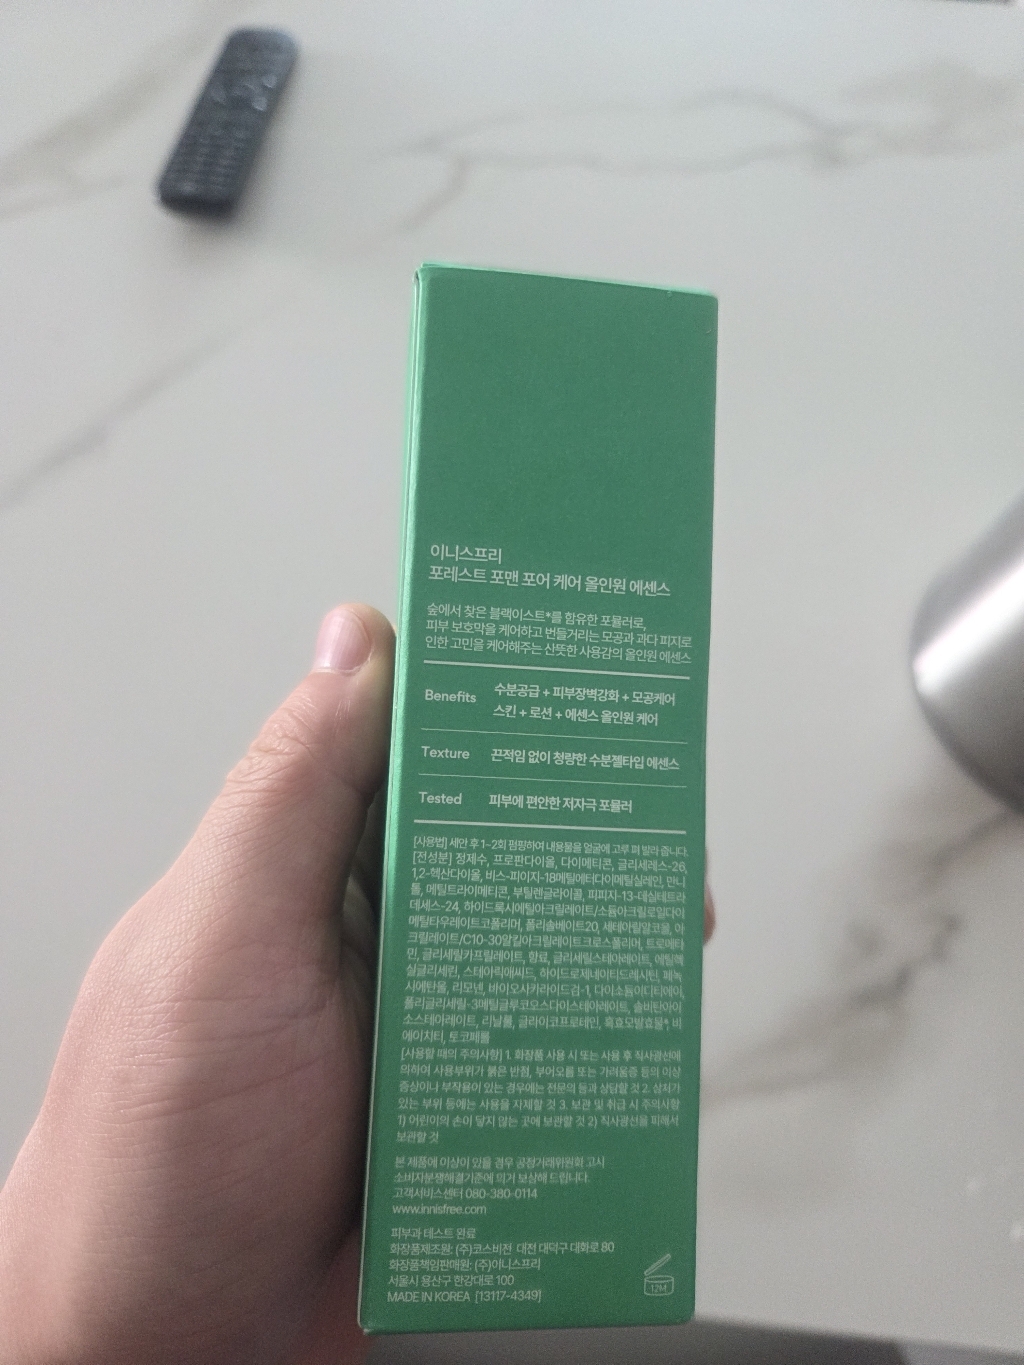 이니스프리
포레스트 포맨 포어 케어 올인원 에센스
숲에서 찾은 블랙이스트*를 함유한 포뮬러로,
피부 보호막을 케어하고 번들거리는 모공과 과다 피지로
인한 고민을 케어해주는 산뜻한 사용감의 올인원 에센스
Benefits 수분공급 + 피부장벽강화 + 모공케어
스킨 + 로션 + 에센스 올인원 케어
Texture 끈적임 없이 청량한 수분젤타입 에센스
Tested 피부에 편안한 저자극 포뮬러
[사용법] 세안 후 1~2회 펌핑하여 내용물을 얼굴에 고루 펴 발라 줍니다.
[전성분] 정제수, 프로판다이올, 다이메티콘, 글리세레스-26,
1,2-헥산다이올, 비스-피이지-18메틸에터다이메틸실레인, 만니
톨, 메틸트라이메티콘, 부틸렌글라이콜, 피피지-13-데실테트라
데세스-24, 하이드록시에틸아크릴레이트/소듐아크릴로일다이
메틸타우레이트코폴리머, 폴리솔베이트20, 세테아릴알코올, 아
크릴레이트/C10-30알킬아크릴레이트크로스폴리머, 트로메타
민, 글리세릴카프릴레이트, 향료, 글리세릴스테아레이트, 에틸헥
실글리세린, 스테아릭애씨드, 하이드로제네이티드레시틴, 페녹
시에탄올, 리모넨, 바이오사카라이드검-1, 다이소듐이디티에이,
폴리글리세릴-3메틸글루코오스다이스테아레이트, 솔비탄아이
소스테아레이트, 리날룰, 글라이코프로테인, 흑효모발효물*, 비
에이치티, 토코페롤
[사용할 때의 주의사항] 1. 화장품 사용 시 또는 사용 후 직사광선에
의하여 사용부위가 붉은 반점, 부어오름 또는 가려움증 등의 이상
증상이나 부작용이 있는 경우에는 전문의 등과 상담할 것 2. 상처가
있는 부위 등에는 사용을 자제할 것 3. 보관 및 취급 시 주의사항
1) 어린이의 손이 닿지 않는 곳에 보관할 것 2) 직사광선을 피해서
보관할 것
본 제품에 이상이 있을 경우 공정거래위원회 고시
소비자분쟁해결기준에 의거 보상해 드립니다.
고객서비스센터 080-380-0114
www.innisfree.com
피부과 테스트 완료
화장품제조원: (주)코스비전 대전 대덕구 대화로 80
화장품책임판매원: (주)이니스프리
서울시 용산구 한강대로 100
MADE IN KOREA [13117-4349]
12M